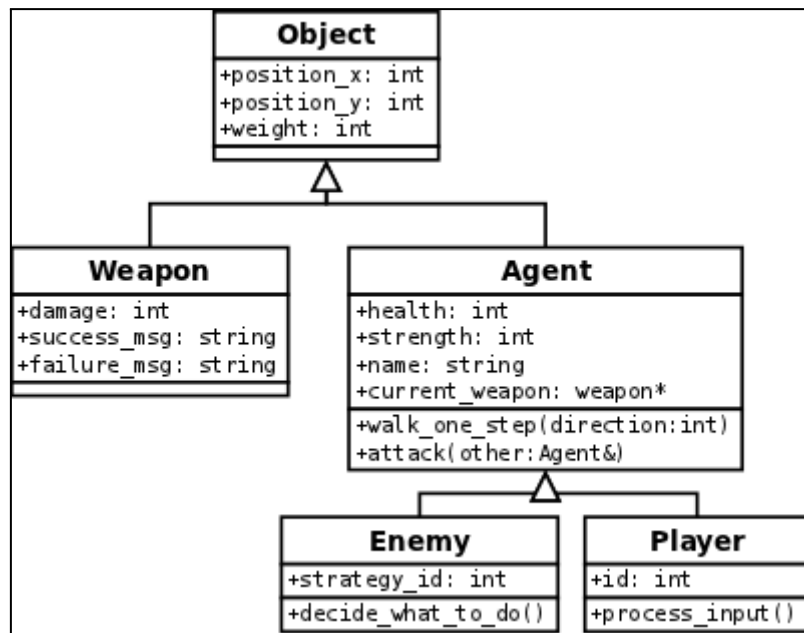 Object
+position_x: int
+position_y: int
+weight: int
Weapon
+damage: int
+success_msg: string
+failure_msg: string
Agent
+health: int
+strength: int
+name: string
+current_weapon: weapon*
+walk_one_step(direction:int)
+attack(other:Agent&)
Enemy
+strategy_id: int
+decide_what_to_do()
Player
+id: int
+process_input()